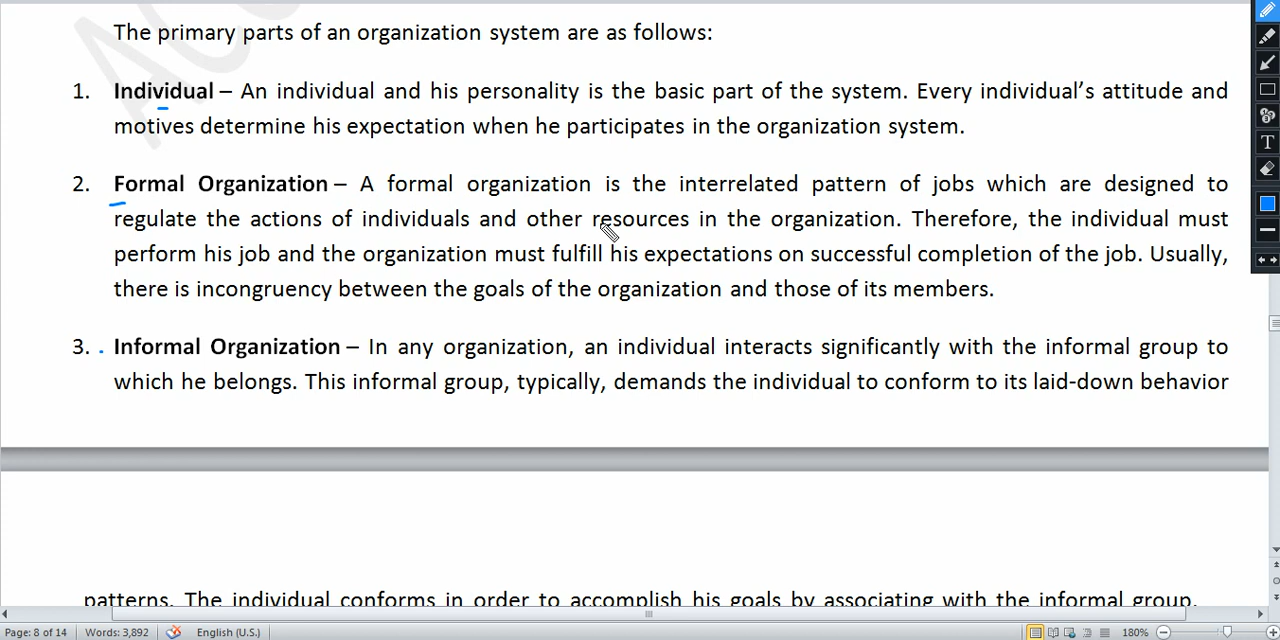 The primary parts of an organization system are as follows:
1. Individual – An individual and his personality is the basic part of the system. Every individual’s attitude and
motives determine his expectation when he participates in the organization system.
2. Formal Organization – A formal organization is the interrelated pattern of jobs which are designed to
regulate the actions of individuals and other resources in the organization. Therefore, the individual must
perform his job and the organization must fulfill his expectations on successful completion of the job. Usually,
there is incongruency between the goals of the organization and those of its members.
3. Informal Organization – In any organization, an individual interacts significantly with the informal group to
which he belongs. This informal group, typically, demands the individual to conform to its laid-down behavior
patterns. The individual conforms in order to accomplish his goals by associating with the informal group.
Page: 8 of 14 Words: 3,892 English (U.S.) 180%